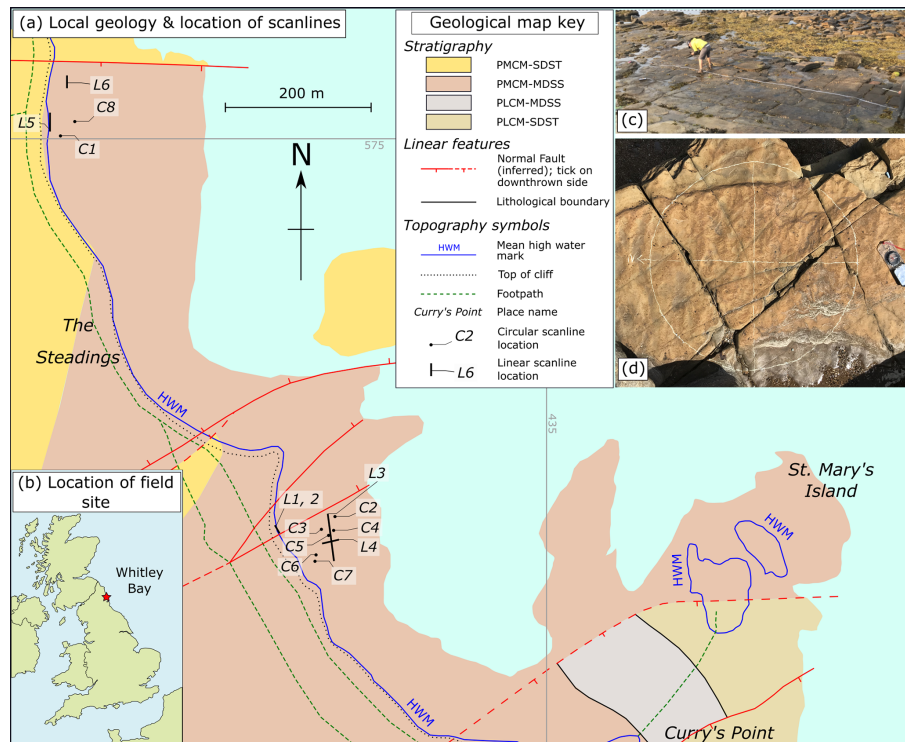 (a) Local geology & location of scanlines
L6
C8
L5
C1
200 m
N
575
The
Steadings
HWM
L1, 2
L3
C2
C3
C4
C5
L4
C6
C7
435
St. Mary's
Island
HWM
HWM
HWM
Curry's Point
Geological map key
Stratigraphy
PMCM-SDST
PMCM-MDSS
PLCM-MDSS
PLCM-SDST
Linear features
Normal Fault
(inferred); tick on
downthrown side
Lithological boundary
Topography symbols
HWM
Mean high water
mark
Top of cliff
Footpath
Curry's Point
Place name
C2
Circular scanline
location
L6
Linear scanline
location
(b) Location of field
site
Whitley
Bay
(c)
(d)